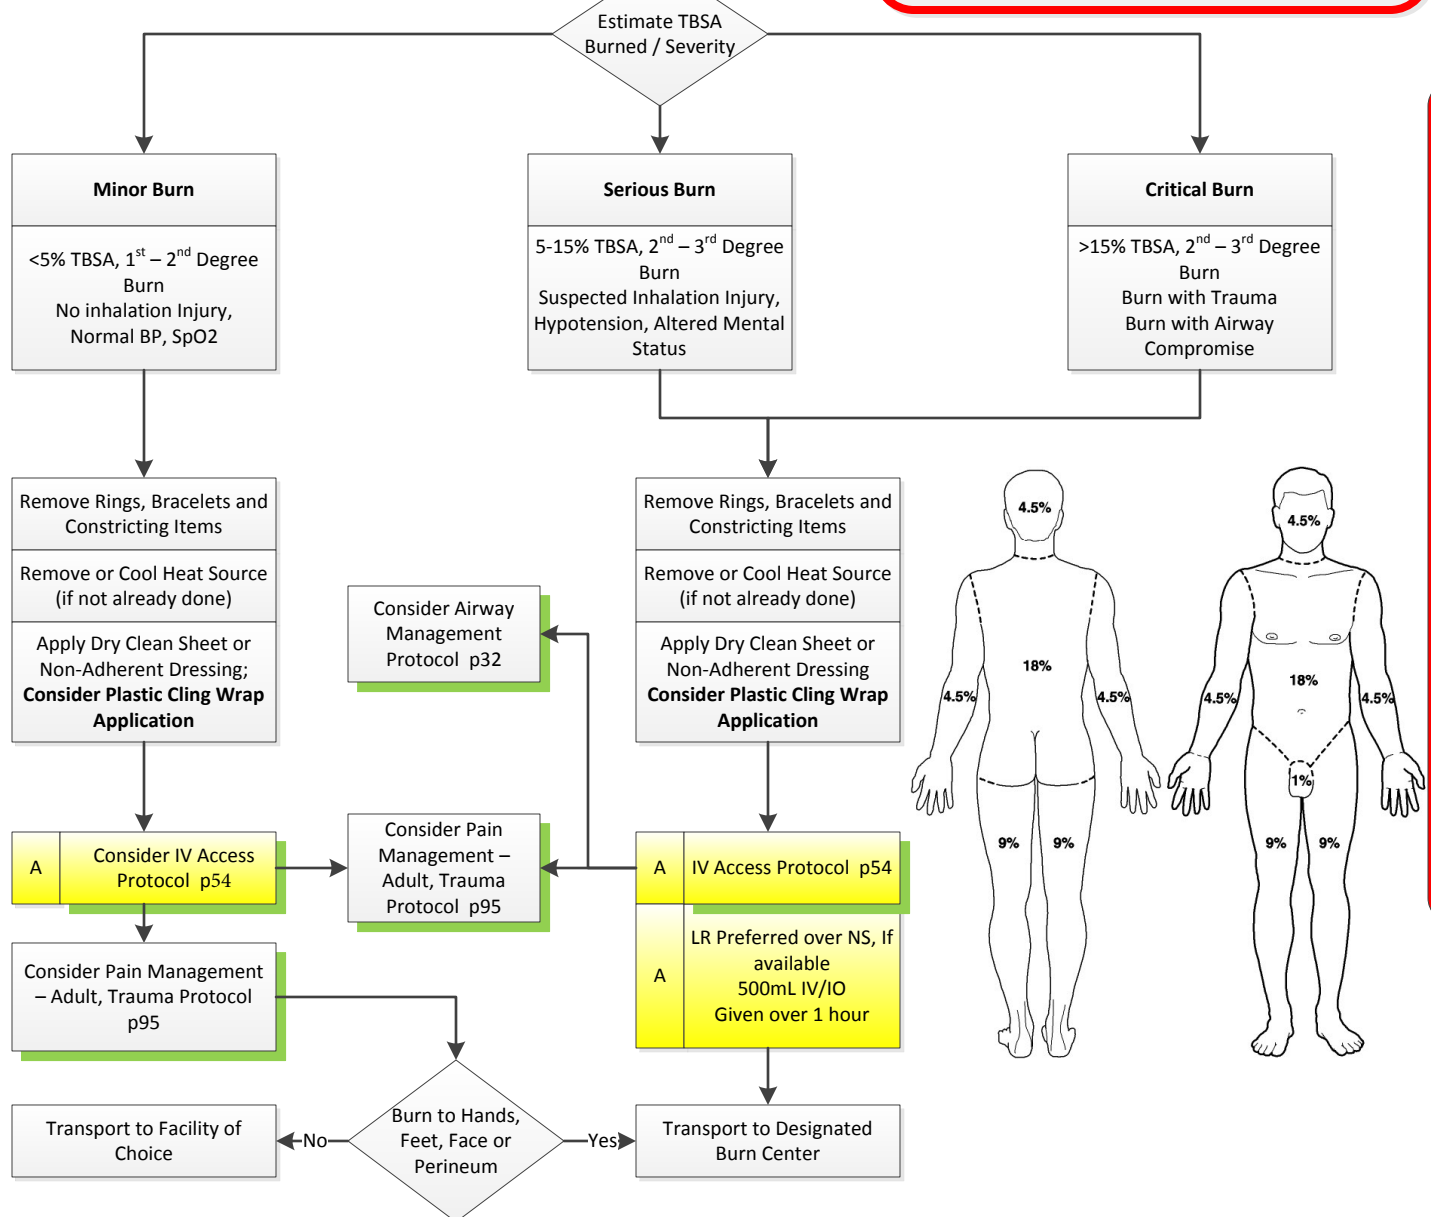 Estimate TBSA
Burned / Severity
Minor Burn
<5% TBSA, 1st – 2nd Degree
Burn
No inhalation Injury,
Normal BP, SpO2
Serious Burn
5-15% TBSA, 2nd – 3rd Degree
Burn
Suspected Inhalation Injury,
Hypotension, Altered Mental
Status
Critical Burn
>15% TBSA, 2nd – 3rd Degree
Burn
Burn with Trauma
Burn with Airway
Compromise
Remove Rings, Bracelets and
Constricting Items
Remove or Cool Heat Source
(if not already done)
Apply Dry Clean Sheet or
Non-Adherent Dressing;
Consider Plastic Cling Wrap
Application
Consider Airway
Management
Protocol p32
Remove Rings, Bracelets and
Constricting Items
Remove or Cool Heat Source
(if not already done)
Apply Dry Clean Sheet or
Non-Adherent Dressing
Consider Plastic Cling Wrap
Application
4.5%
18%
4.5%
4.5%
9%
9%
4.5%
18%
4.5%
4.5%
1%
9%
9%
A
Consider IV Access
Protocol p54
Consider Pain
Management –
Adult, Trauma
Protocol p95
A
IV Access Protocol p54
A
LR Preferred over NS, If
available
500mL IV/IO
Given over 1 hour
Consider Pain Management
– Adult, Trauma Protocol
p95
Transport to Facility of
Choice
No
Burn to Hands,
Feet, Face or
Perineum
Yes
Transport to Designated
Burn Center